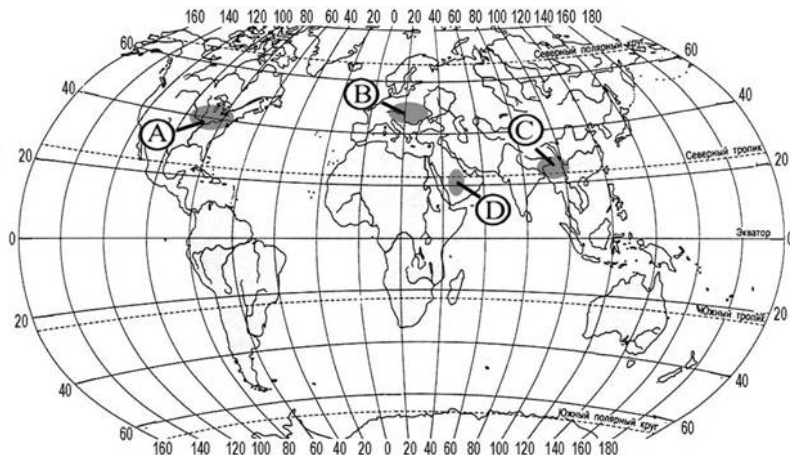 160 140 120 100 80 60 40 20 0 20 40 60 80 100 120 140 160 180
60 Северный полярный круг 60
B
40 A C 40
20 Северный тропик 20
D
0 Экватор 0
20 Южный тропик 20
40 40
60 Южный полярный круг 60
160 140 120 100 80 60 40 20 0 20 40 60 80 100 120 140 160 180